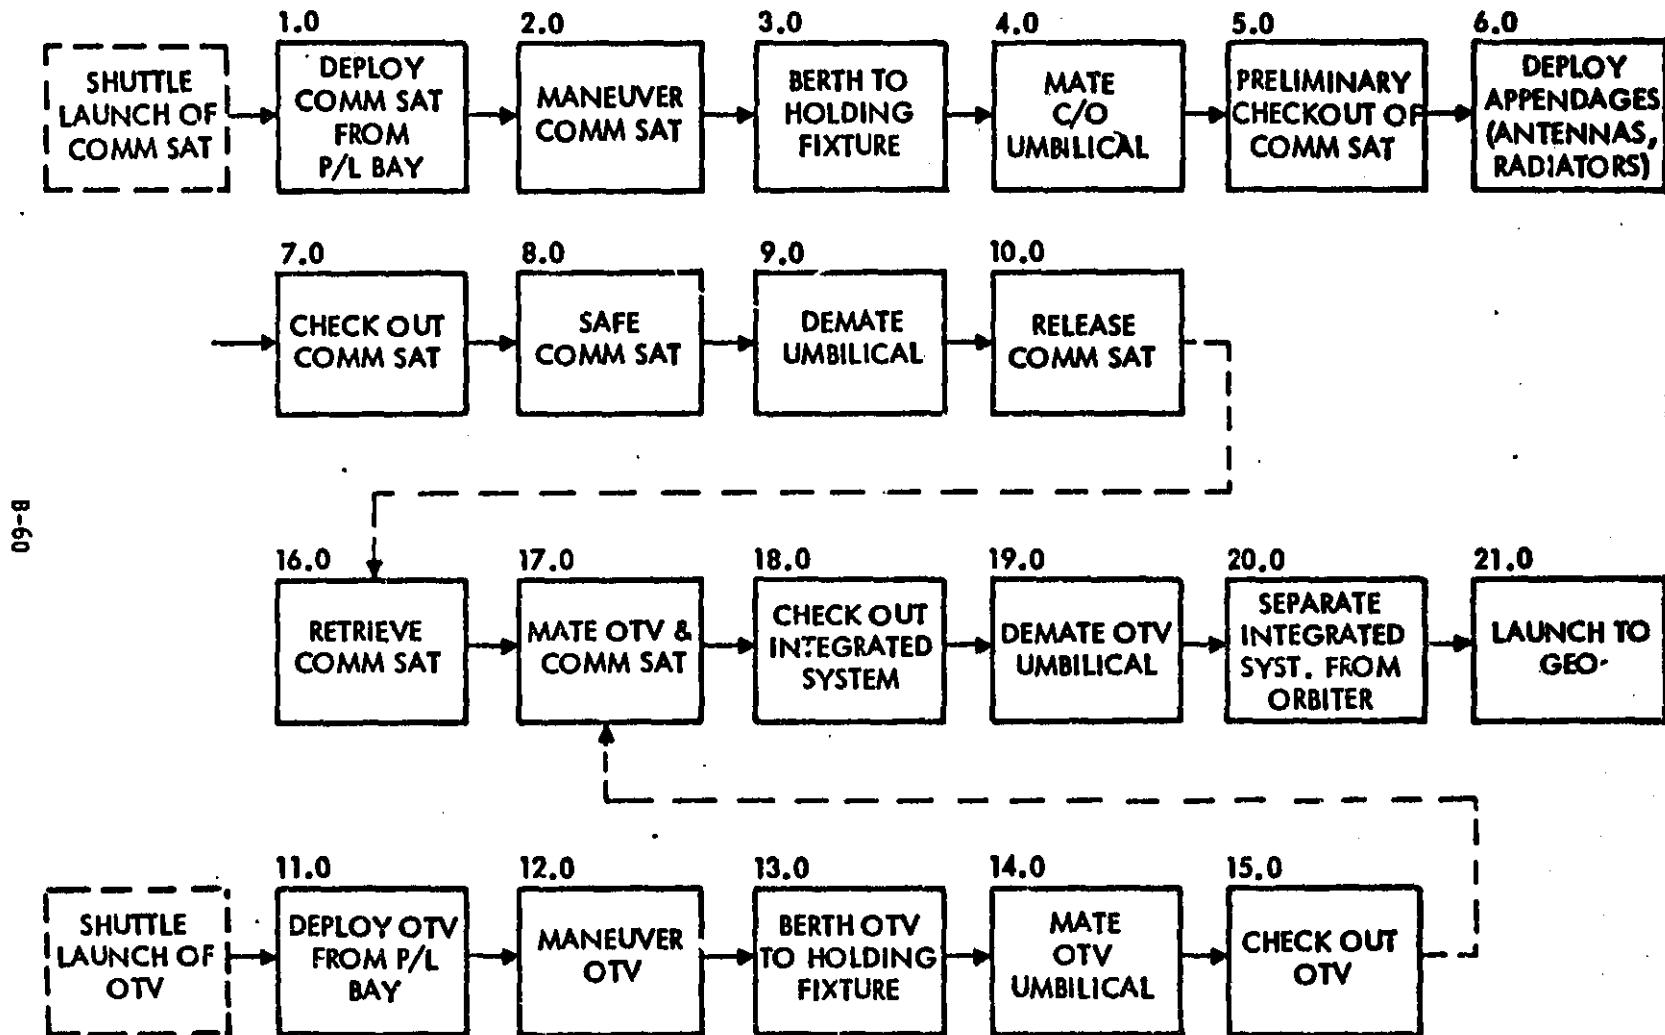 1.0
2.0
3.0
4.0
5.0
6.0
SHUTTLE
LAUNCH OF
COMM SAT
DEPLOY
COMM SAT
FROM
P/L BAY
MANEUVER
COMM SAT
BERTH TO
HOLDING
FIXTURE
MATE
C/O
UMBILICAL
PRELIMINARY
CHECKOUT OF
COMM SAT
DEPLOY
APPENDAGES
(ANTENNAS,
RADIATORS)
7.0
8.0
9.0
10.0
CHECK OUT
COMM SAT
SAFE
COMM SAT
DEMATE
UMBILICAL
RELEASE
COMM SAT
B-60
16.0
17.0
18.0
19.0
20.0
21.0
RETRIEVE
COMM SAT
MATE OTV &
COMM SAT
CHECK OUT
INTEGRATED
SYSTEM
DEMATE OTV
UMBILICAL
SEPARATE
INTEGRATED
SYST. FROM
ORBITER
LAUNCH TO
GEO
11.0
12.0
13.0
14.0
15.0
SHUTTLE
LAUNCH OF
OTV
DEPLOY OTV
FROM P/L
BAY
MANEUVER
OTV
BERTH OTV
TO HOLDING
FIXTURE
MATE
OTV
UMBILICAL
CHECK OUT
OTV